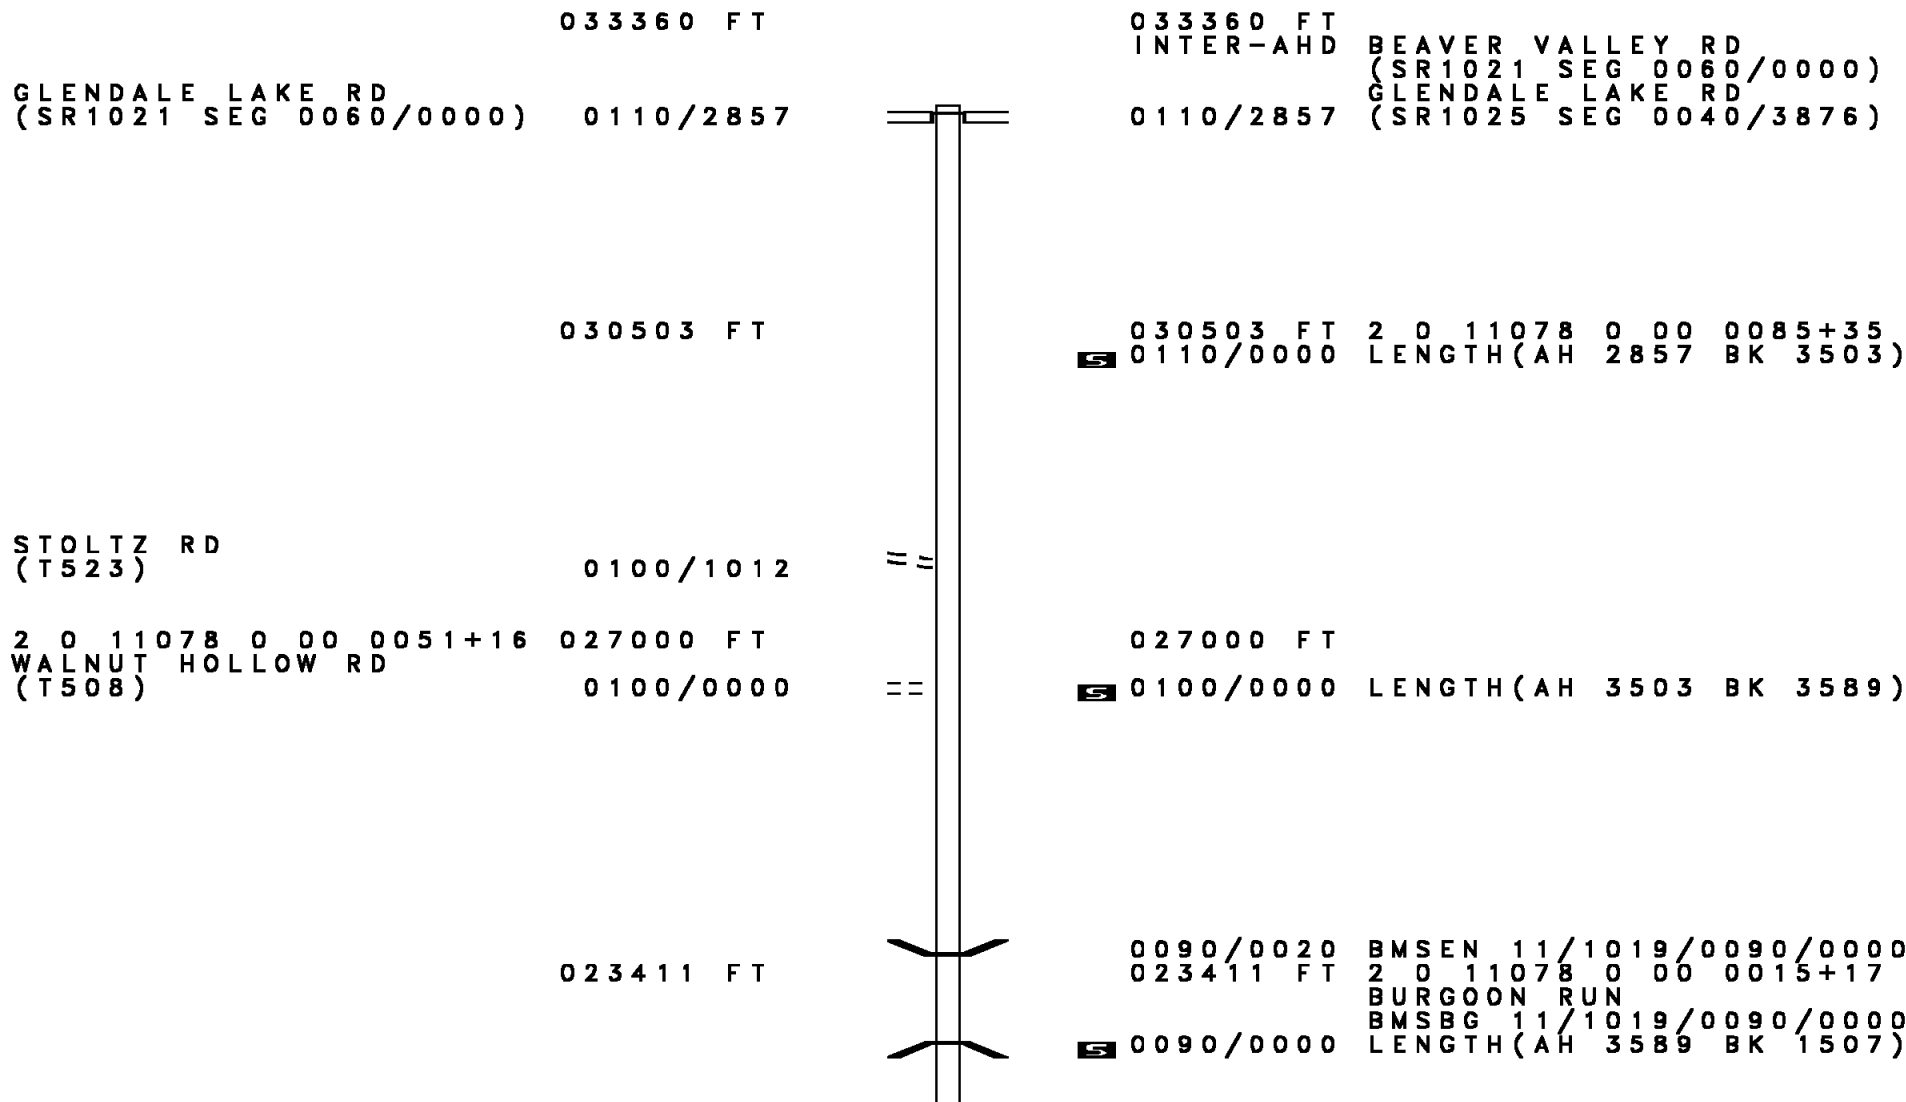 033360 FT 033360 FT
INTER-AHD BEAVER VALLEY RD
(SR1021 SEG 0060/0000)
GLENDALE LAKE RD GLENDALE LAKE RD
(SR1021 SEG 0060/0000) 0110/2857 0110/2857 (SR1025 SEG 0040/3876)
030503 FT 030503 FT 2 0 11078 0 00 0085+35
S 0110/0000 LENGTH(AH 2857 BK 3503)
STOLTZ RD
(T523) 0100/1012
2 0 11078 0 00 0051+16 027000 FT 027000 FT
WALNUT HOLLOW RD
(T508) 0100/0000 S 0100/0000 LENGTH(AH 3503 BK 3589)
0090/0020 BMSEN 11/1019/0090/0000
023411 FT 023411 FT 2 0 11078 0 00 0015+17
BURGOON RUN
BMSBG 11/1019/0090/0000
S 0090/0000 LENGTH(AH 3589 BK 1507)